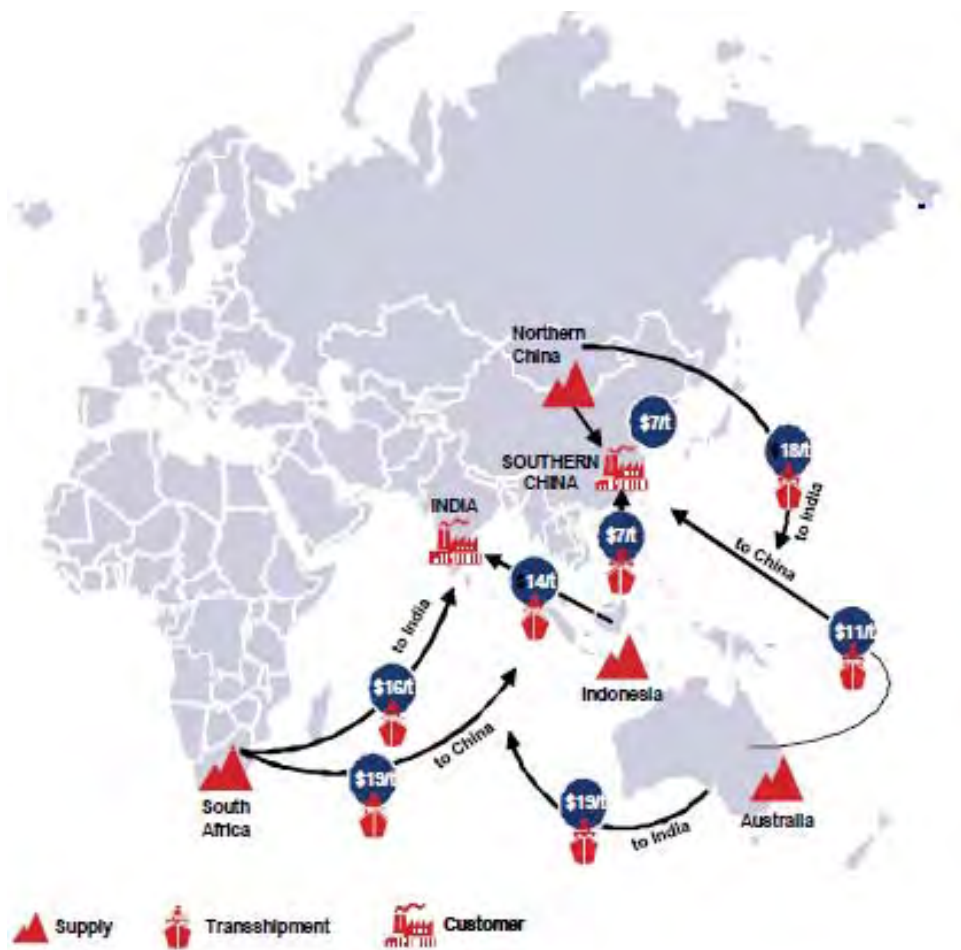 Northern
China
$7/t
18/t
to India
SOUTHERN
CHINA
INDIA
$7/t
to China
14/t
to India
$11/t
$16/t
Indonesia
to China
$19/t
South
Africa
$19/t
to India
Australia
Supply
Transshipment
Customer